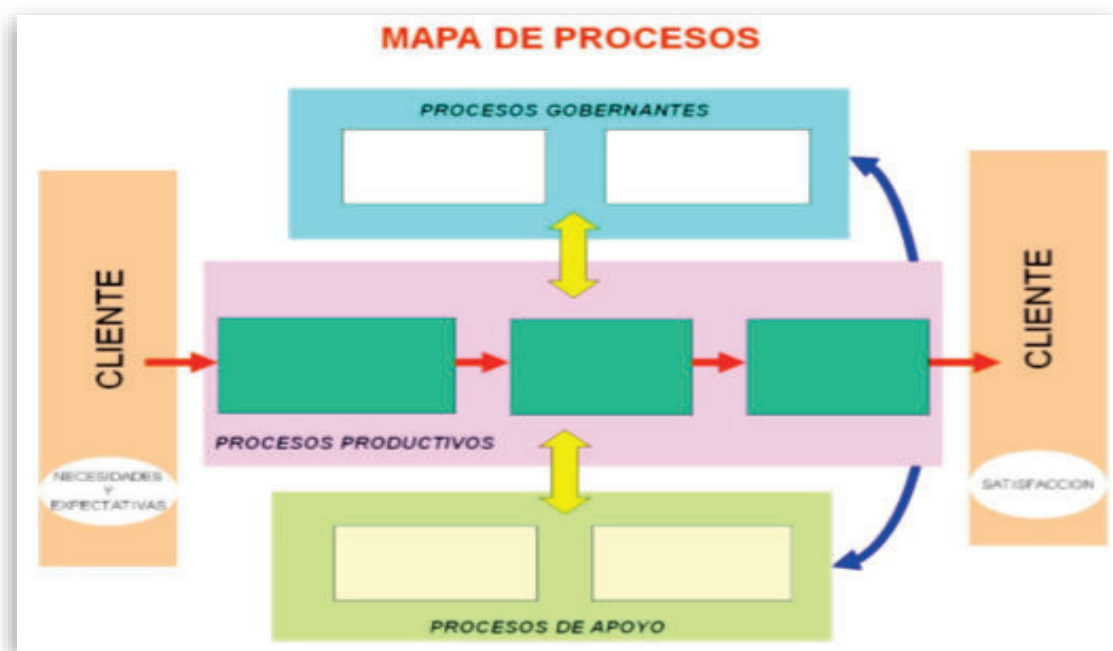 MAPA DE PROCESOS
PROCESOS GOBERNANTES
CLIENTE
NECESIDADES
Y
EXPECTATIVAS
PROCESOS PRODUCTIVOS
CLIENTE
SATISFACCION
PROCESOS DE APOYO